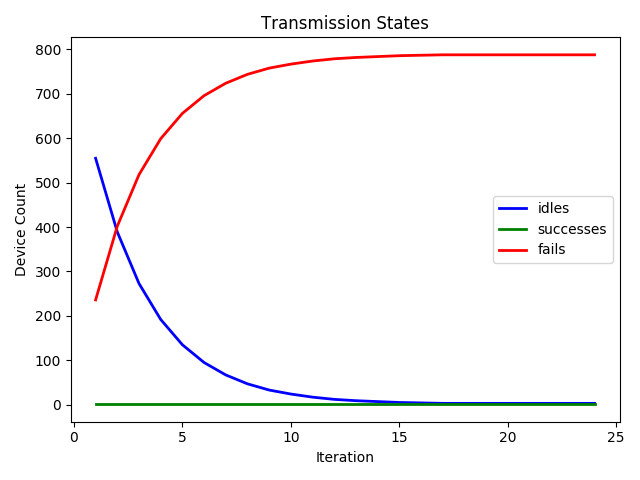 Transmission States
Device Count
800
700
600
500
400
300
200
100
0
idles
successes
fails
0 5 10 15 20 25
Iteration